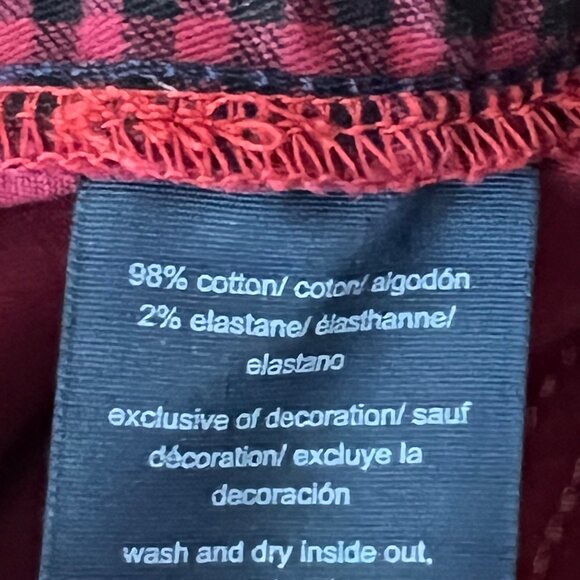 98% cotton/ coton/ algodón
2% elastane/ élasthanne/
elastano
exclusive of decoration/ sauf
décoration/ excluye la
decoración
wash and dry inside out,